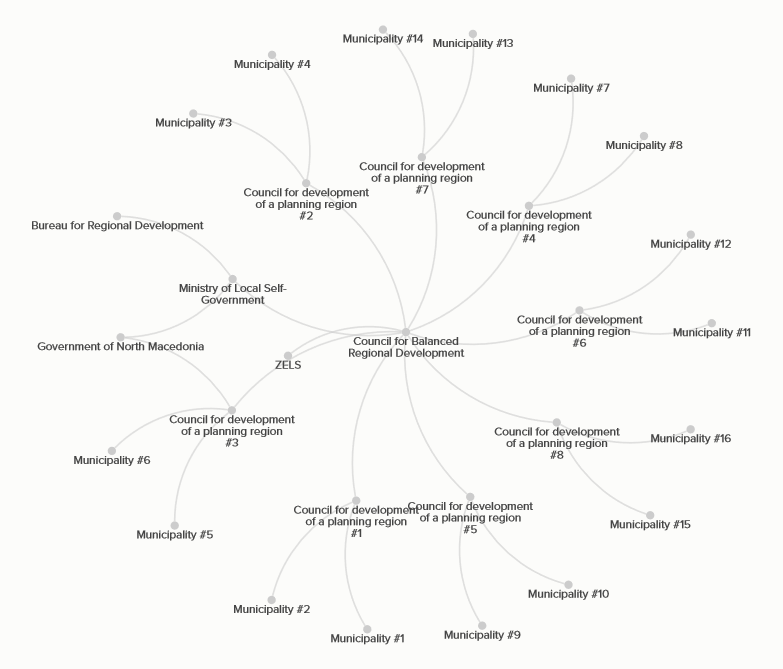 Municipality #14
Municipality #13
Municipality #4
Municipality #7
Municipality #3
Municipality #8
Council for development
of a planning region
#7
Council for development
of a planning region
#2
Council for development
of a planning region
#4
Bureau for Regional Development
Municipality #12
Ministry of Local Self-
Government
Council for development
of a planning region
#6
Municipality #11
Government of North Macedonia
Council for Balanced
Regional Development
ZELS
Council for development
of a planning region
#3
Council for development
of a planning region
#8
Municipality #16
Municipality #6
Municipality #5
Council for development
of a planning region
#1
Council for development
of a planning region
#5
Municipality #15
Municipality #10
Municipality #2
Municipality #1
Municipality #9